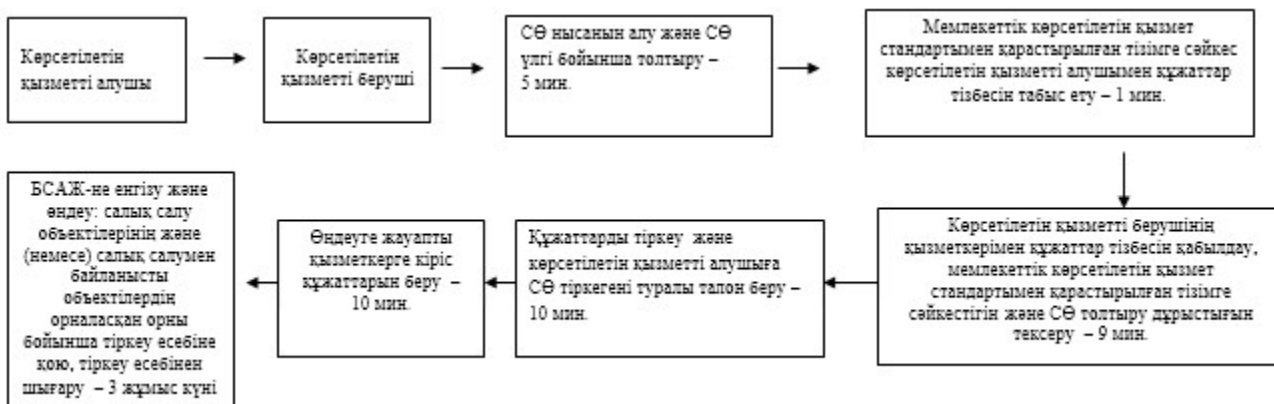 Көрсетілетін
қызметті алушы
Көрсетілетін
қызметті беруші
СӨ нысанын алу және СӨ
үлгі бойынша толтыру –
5 мин.
Мемлекеттік көрсетілетін қызмет
стандартымен қарастырылған тізімге сәйкес
көрсетілетін қызметті алушымен құжаттар
тізбесін табыс ету – 1 мин.
Көрсетілетін қызметті берушінің
қызметкерімен құжаттар тізбесін қабылдау,
мемлекеттік көрсетілетін қызмет
стандартымен қарастырылған тізімге
сәйкестігін және СӨ толтыру дұрыстығын
тексеру – 9 мин.
Құжаттарды тіркеу және
көрсетілетін қызметті алушыға
СӨ тіркегені туралы талон беру –
10 мин.
Өңдеуге жауапты
қызметкерге кіріс
құжаттарын беру –
10 мин.
БСАЖ-не енгізу және
өңдеу: салық салу
объектілерінің және
(немесе) салық салумен
байланысты
объектілердің
орналасқан орны
бойынша тіркеу есебіне
қою, тіркеу есебінен
шығару – 3 жұмыс күні